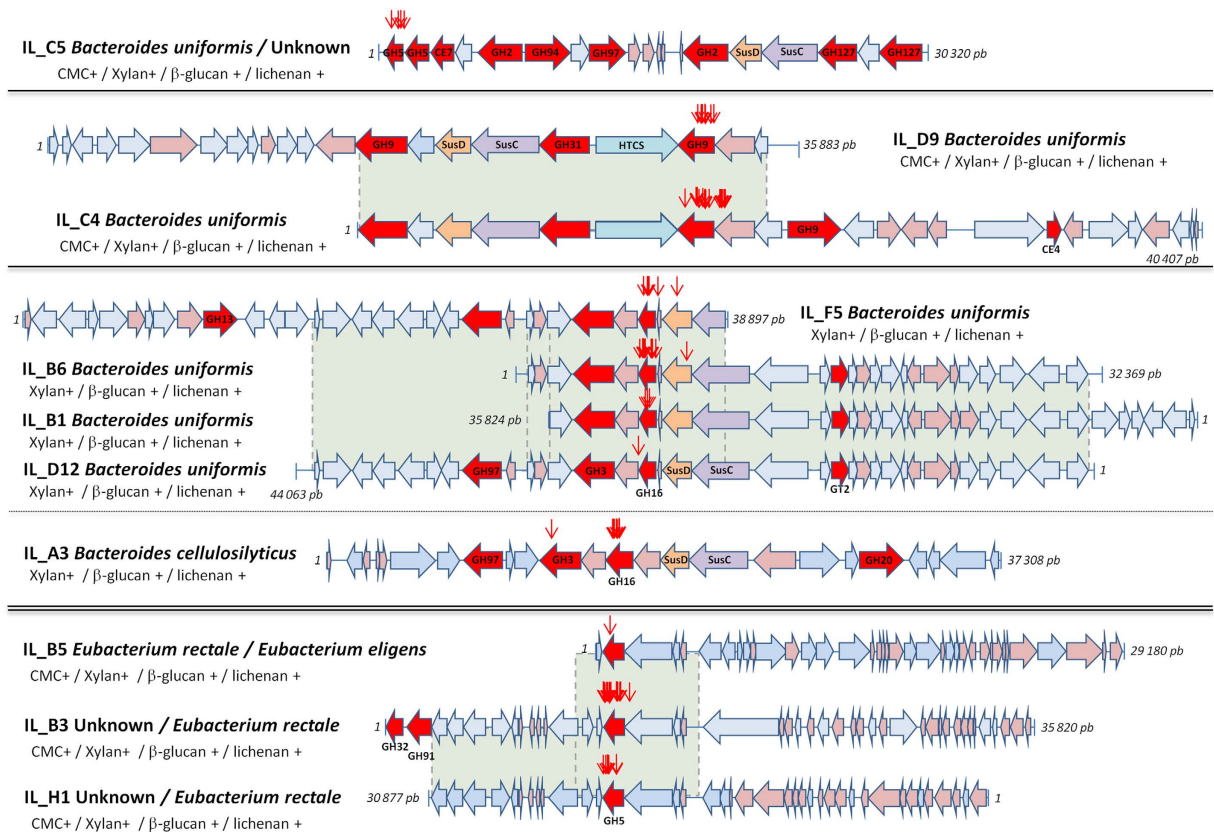 IL_C5 Bacteroides uniformis / Unknown
CMC+ / Xylan+ / β-glucan + / lichenan +
1 GH5 GH5 CE7 GH2 GH94 GH97 GH2 SusD SusC GH127 GH127 30 320 pb
1 GH9 SusD SusC GH31 HTCS GH9 35 883 pb
IL_D9 Bacteroides uniformis
CMC+ / Xylan+ / β-glucan + / lichenan +
IL_C4 Bacteroides uniformis
CMC+ / Xylan+ / β-glucan + / lichenan +
1 GH9 CE4 40 407 pb
1 GH13 38 897 pb
IL_F5 Bacteroides uniformis
Xylan+ / β-glucan + / lichenan +
IL_B6 Bacteroides uniformis
Xylan+ / β-glucan + / lichenan +
1 32 369 pb
IL_B1 Bacteroides uniformis
Xylan+ / β-glucan + / lichenan +
35 824 pb 1
IL_D12 Bacteroides uniformis
Xylan+ / β-glucan + / lichenan +
44 063 pb GH97 GH3 GH16 SusD SusC GT2 1
IL_A3 Bacteroides cellulosilyticus
Xylan+ / β-glucan + / lichenan +
1 GH97 GH3 GH16 SusD SusC GH20 37 308 pb
IL_B5 Eubacterium rectale / Eubacterium eligens
CMC+ / Xylan+ / β-glucan + / lichenan +
1 29 180 pb
IL_B3 Unknown / Eubacterium rectale
CMC+ / Xylan+ / β-glucan + / lichenan +
1 GH32 GH91 35 820 pb
IL_H1 Unknown / Eubacterium rectale
CMC+ / Xylan+ / β-glucan + / lichenan +
30 877 pb GH5 1